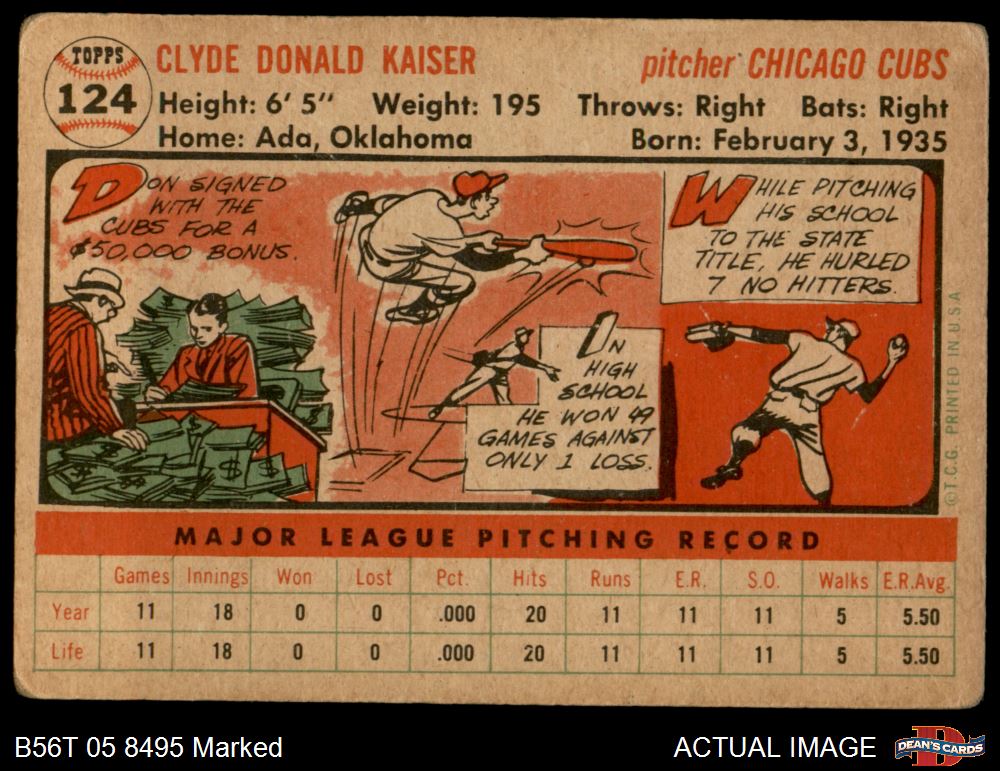 TOPPS
124
CLYDE DONALD KAISER
pitcher CHICAGO CUBS
Height: 6' 5" Weight: 195 Throws: Right Bats: Right
Home: Ada, Oklahoma Born: February 3, 1935
DON SIGNED
WITH THE
CUBS FOR A
$50,000 BONUS.
IN
HIGH
SCHOOL
HE WON 49
GAMES AGAINST
ONLY 1 LOSS.
WHILE PITCHING
HIS SCHOOL
TO THE STATE
TITLE, HE HURLED
7 NO HITTERS.
©T.C.G. PRINTED IN U.S.A
MAJOR LEAGUE PITCHING RECORD
Games Innings Won Lost Pct. Hits Runs E.R. S.O. Walks E.R.Avg.
Year 11 18 0 0 .000 20 11 11 11 5 5.50
Life 11 18 0 0 .000 20 11 11 11 5 5.50
B56T 05 8495 Marked ACTUAL IMAGE DEAN'S CARDS